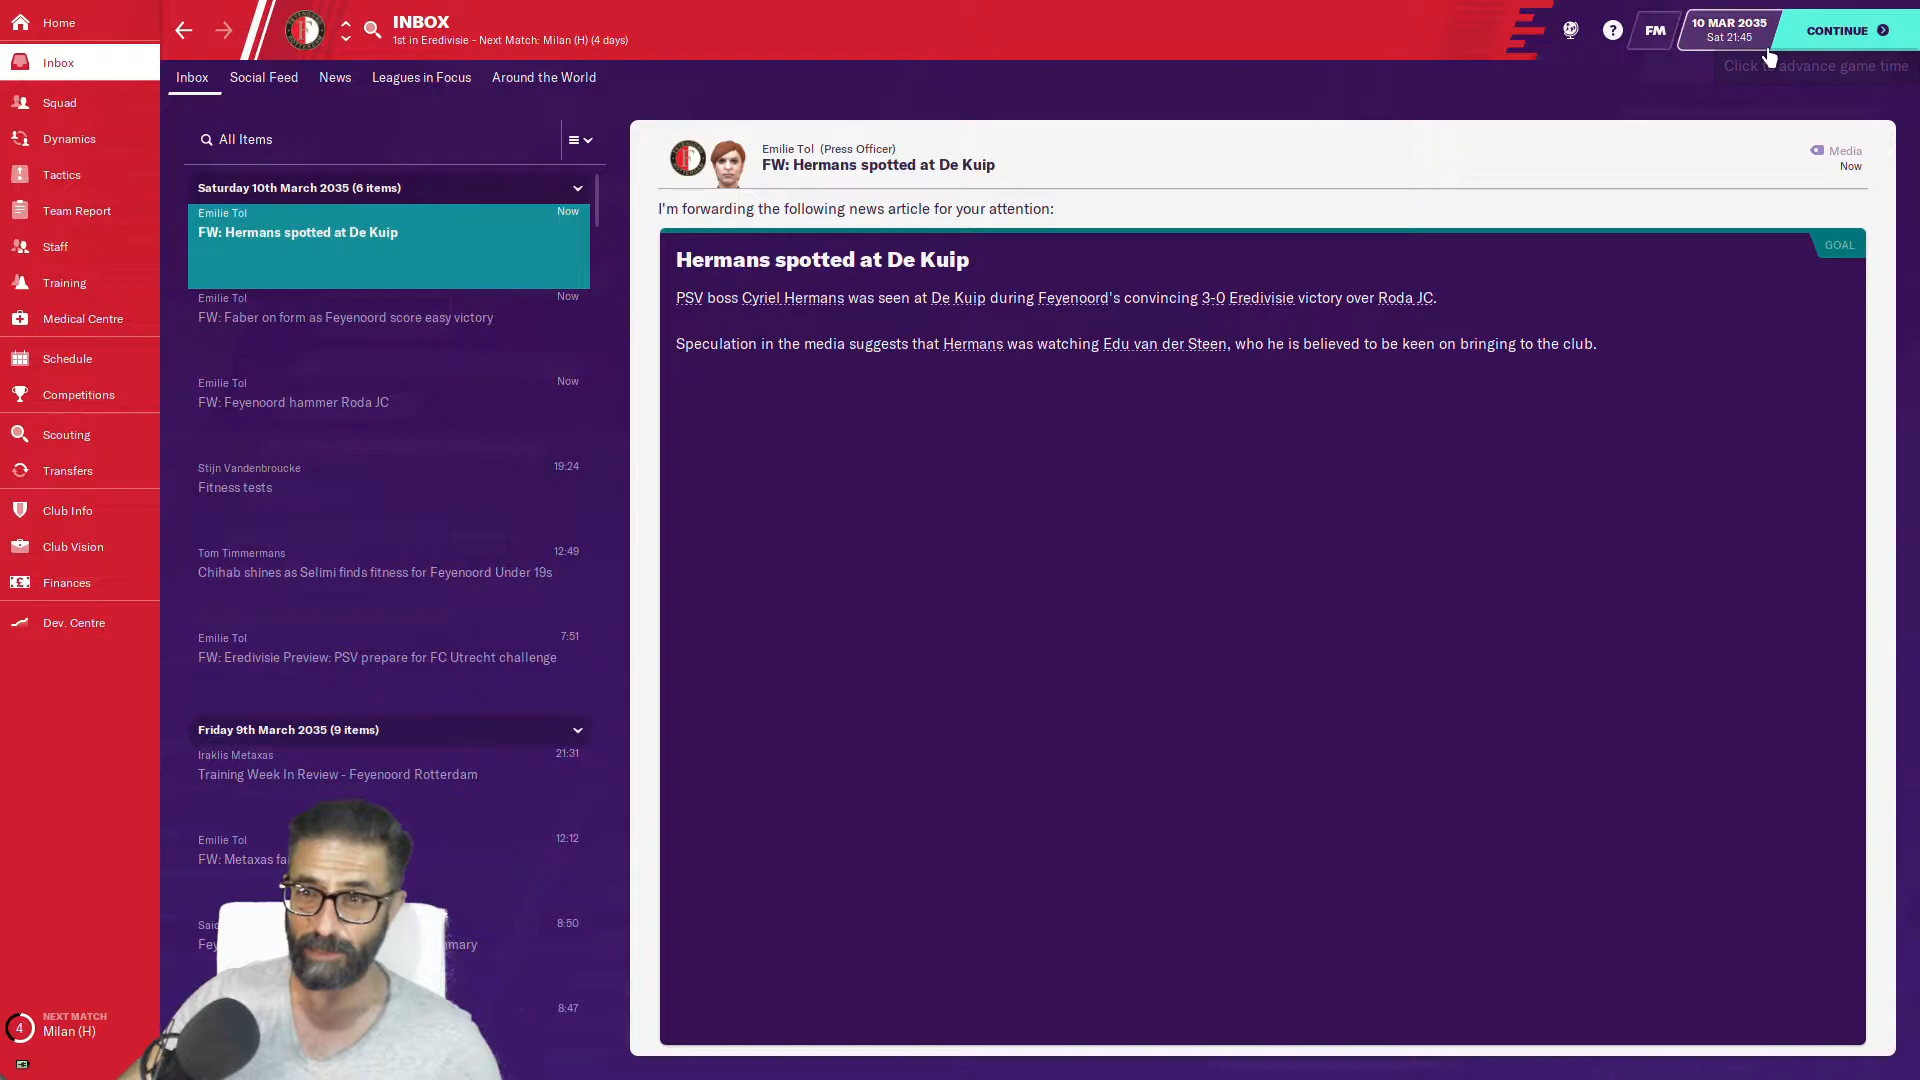 Home
Inbox
Squad
Dynamics
Tactics
Team Report
Staff
Training
Medical Centre
Schedule
Competitions
Scouting
Transfers
Club Info
Club Vision
Finances
Dev. Centre
4
NEXT MATCH
Milan (H)
INBOX
1st in Eredivisie - Next Match: Milan (H) (4 days)
FM
10 MAR 2035
Sat 21:45
CONTINUE
Click to advance game time
Inbox
Social Feed
News
Leagues in Focus
Around the World
All Items
Saturday 10th March 2035 (6 items)
Emilie Tol
Now
FW: Hermans spotted at De Kuip
Emilie Tol
Now
FW: Faber on form as Feyenoord score easy victory
Emilie Tol
Now
FW: Feyenoord hammer Roda JC
Stijn Vandenbroucke
19:24
Fitness tests
Tom Timmermans
12:49
Chihab shines as Selimi finds fitness for Feyenoord Under 19s
Emilie Tol
7:51
FW: Eredivisie Preview: PSV prepare for FC Utrecht challenge
Friday 9th March 2035 (9 items)
Iraklis Metaxas
21:31
Training Week In Review - Feyenoord Rotterdam
Emilie Tol
12:12
FW: Metaxas
8:50
8:47
Emilie Tol (Press Officer)
FW: Hermans spotted at De Kuip
Media
Now
I'm forwarding the following news article for your attention:
GOAL
Hermans spotted at De Kuip
PSV boss Cyriel Hermans was seen at De Kuip during Feyenoord's convincing 3-0 Eredivisie victory over Roda JC.
Speculation in the media suggests that Hermans was watching Edu van der Steen, who he is believed to be keen on bringing to the club.